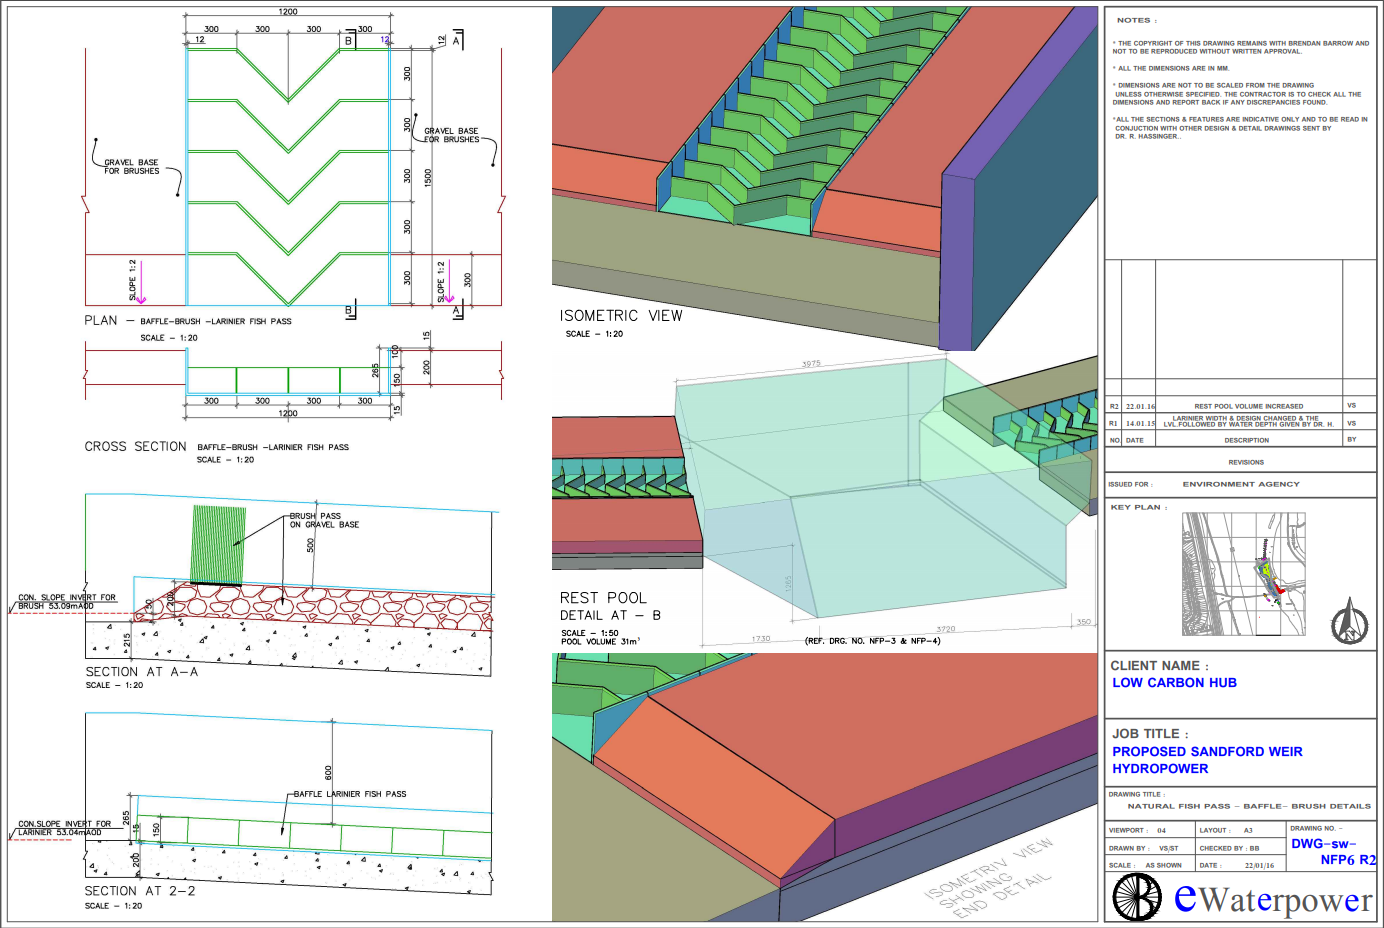 1200
300 300 300 300
12 B 12 12 A
300
300
GRAVEL BASE
FOR BRUSHES
GRAVEL BASE
FOR BRUSHES
300
1500
300
SLOPE 1:2
SLOPE 1:2
300
300
B A
PLAN - BAFFLE-BRUSH -LARINIER FISH PASS
SCALE - 1:20
15
100
265
200
150
300 300 300 300
15
1200
CROSS SECTION BAFFLE-BRUSH -LARINIER FISH PASS
SCALE - 1:20
BRUSH PASS
ON GRAVEL BASE
500
CON. SLOPE INVERT FOR
BRUSH 53.09mAOD
50
200
215
SECTION AT A-A
SCALE - 1:20
600
BAFFLE LARINIER FISH PASS
CON.SLOPE INVERT FOR
LARINIER 53.04mAOD
265
15
150
200
SECTION AT 2-2
SCALE - 1:20
ISOMETRIC VIEW
SCALE - 1:20
3975
1265
REST POOL
DETAIL AT - B
SCALE - 1:50
POOL VOLUME 31m³
1730
3720
350
(REF. DRG. NO. NFP-3 & NFP-4)
ISOMETRIV VIEW
SHOWING
END DETAIL
NOTES :
* THE COPYRIGHT OF THIS DRAWING REMAINS WITH BRENDAN BARROW AND
NOT TO BE REPRODUCED WITHOUT WRITTEN APPROVAL.
* ALL THE DIMENSIONS ARE IN MM.
* DIMENSIONS ARE NOT TO BE SCALED FROM THE DRAWING
UNLESS OTHERWISE SPECIFIED. THE CONTRACTOR IS TO CHECK ALL THE
DIMENSIONS AND REPORT BACK IF ANY DISCREPANCIES FOUND.
*ALL THE SECTIONS & FEATURES ARE INDICATIVE ONLY AND TO BE READ IN
CONJUCTION WITH OTHER DESIGN & DETAIL DRAWINGS SENT BY
DR. R. HASSINGER..
R2 22.01.16 REST POOL VOLUME INCREASED VS
R1 14.01.15 LARINIER WIDTH & DESIGN CHANGED & THE
LVL.FOLLOWED BY WATER DEPTH GIVEN BY DR. H. VS
NO. DATE DESCRIPTION BY
REVISIONS
ISSUED FOR : ENVIRONMENT AGENCY
KEY PLAN :
CLIENT NAME :
LOW CARBON HUB
JOB TITLE :
PROPOSED SANDFORD WEIR
HYDROPOWER
DRAWING TITLE :
NATURAL FISH PASS - BAFFLE- BRUSH DETAILS
VIEWPORT : 04 LAYOUT : A3 DRAWING NO. -
DRAWN BY : VS/ST CHECKED BY : BB DWG-sw-
NFP6 R2
SCALE : AS SHOWN DATE : 22/01/16
B eWaterpower